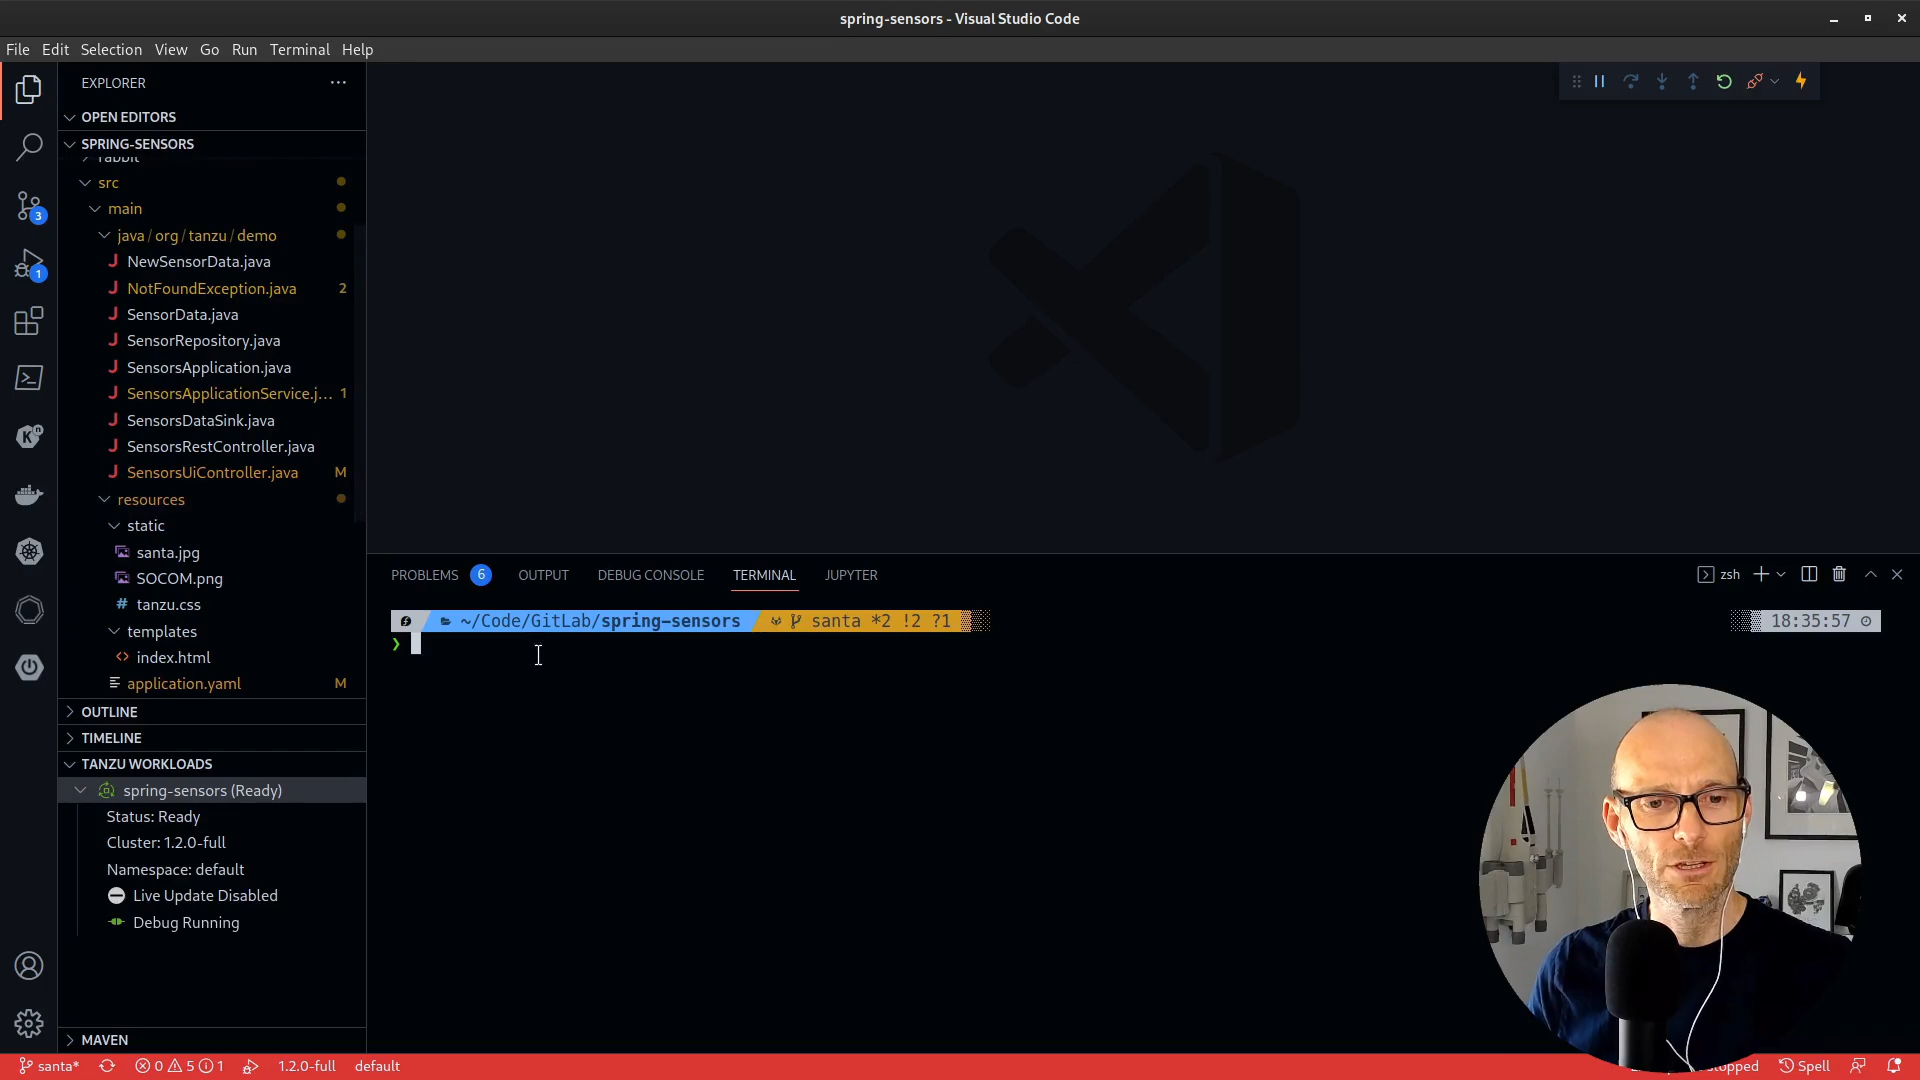 spring-sensors - Visual Studio Code
File Edit Selection View Go Run Terminal Help
EXPLORER
OPEN EDITORS
SPRING-SENSORS
rabbit
src
main
java / org / tanzu / demo
NewSensorData.java
NotFoundException.java 2
SensorData.java
SensorRepository.java
SensorsApplication.java
SensorsApplicationService.j... 1
SensorsDataSink.java
SensorsRestController.java
SensorsUiController.java M
resources
static
santa.jpg
SOCOM.png
tanzu.css
templates
index.html
application.yaml M
OUTLINE
TIMELINE
TANZU WORKLOADS
spring-sensors (Ready)
Status: Ready
Cluster: 1.2.0-full
Namespace: default
Live Update Disabled
Debug Running
MAVEN
3
1
PROBLEMS 6 OUTPUT DEBUG CONSOLE TERMINAL JUPYTER
zsh
~/Code/GitLab/spring-sensors santa *2 !2 ?1
18:35:57
santa* 0 5 1 1.2.0-full default
Spell